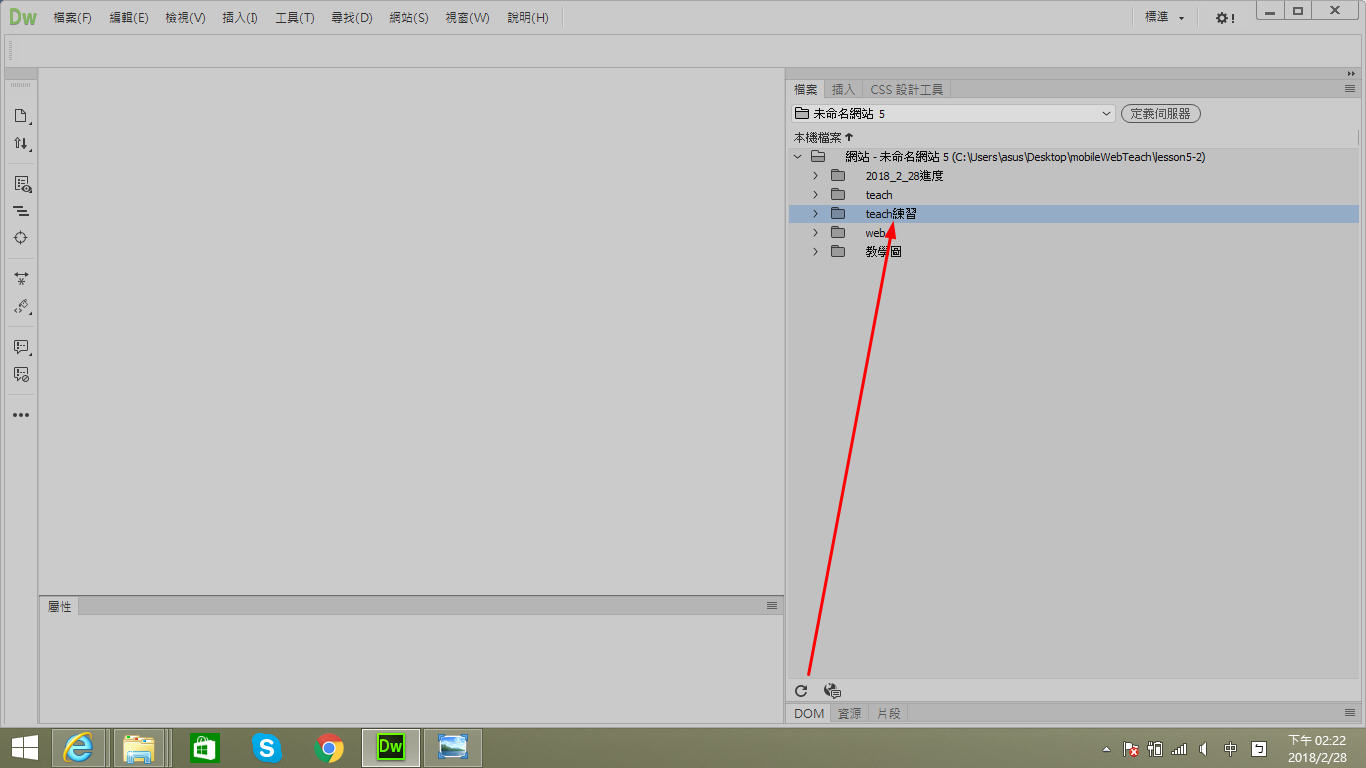 Dw 檔案(F) 編輯(E) 檢視(V) 插入(I) 工具(T) 尋找(D) 網站(S) 視窗(W) 說明(H) 標準
檔案 插入 CSS 設計工具
未命名網站 5 定義伺服器
本機檔案
網站 - 未命名網站 5 (C:\Users\asus\Desktop\mobileWebTeach\lesson5-2)
2018_2_28進度
teach
teach練習
web
教學圖
屬性
DOM 資源 片段
Dw
中
下午 02:22
2018/2/28